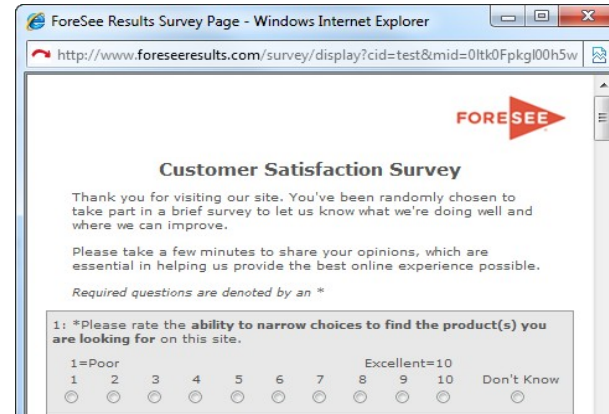 ForeSee Results Survey Page - Windows Internet Explorer
http://www.foreseeresults.com/survey/display?cid=test&mid=0Itk0Fpkgl00h5w
FORESEE
Customer Satisfaction Survey
Thank you for visiting our site. You've been randomly chosen to
take part in a brief survey to let us know what we're doing well and
where we can improve.
Please take a few minutes to share your opinions, which are
essential in helping us provide the best online experience possible.
Required questions are denoted by an *
1: *Please rate the ability to narrow choices to find the product(s) you
are looking for on this site.
1=Poor Excellent=10
1 2 3 4 5 6 7 8 9 10 Don't Know